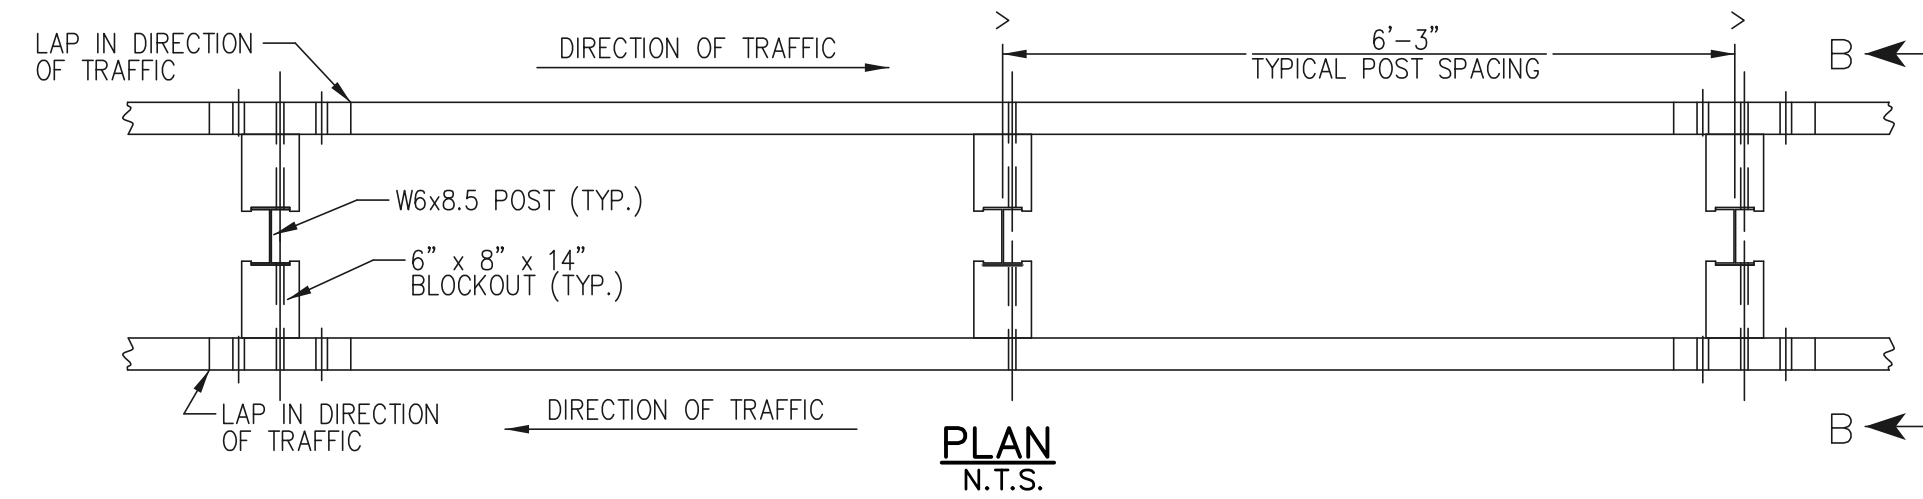 LAP IN DIRECTION
OF TRAFFIC
DIRECTION OF TRAFFIC
6'-3"
TYPICAL POST SPACING
B
W6x8.5 POST (TYP.)
6" x 8" x 14"
BLOCKOUT (TYP.)
LAP IN DIRECTION
OF TRAFFIC
DIRECTION OF TRAFFIC
B
PLAN
N.T.S.